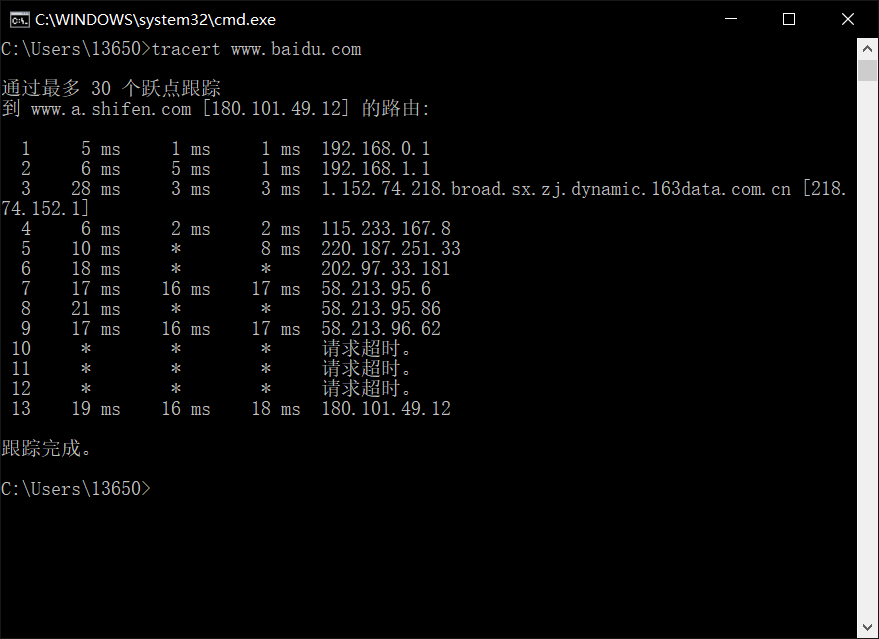 C:\WINDOWS\system32\cmd.exe
C:\Users\13650>tracert www.baidu.com
通过最多 30 个跃点跟踪
到 www.a.shifen.com [180.101.49.12] 的路由:
1 5 ms 1 ms 1 ms 192.168.0.1
2 6 ms 5 ms 1 ms 192.168.1.1
3 28 ms 3 ms 3 ms 1.152.74.218.broad.sx.zj.dynamic.163data.com.cn [218.
74.152.1]
4 6 ms 2 ms 2 ms 115.233.167.8
5 10 ms * 8 ms 220.187.251.33
6 18 ms * * 202.97.33.181
7 17 ms 16 ms 17 ms 58.213.95.6
8 21 ms * * 58.213.95.86
9 17 ms 16 ms 17 ms 58.213.96.62
10 * * * 请求超时。
11 * * * 请求超时。
12 * * * 请求超时。
13 19 ms 16 ms 18 ms 180.101.49.12
跟踪完成。
C:\Users\13650>